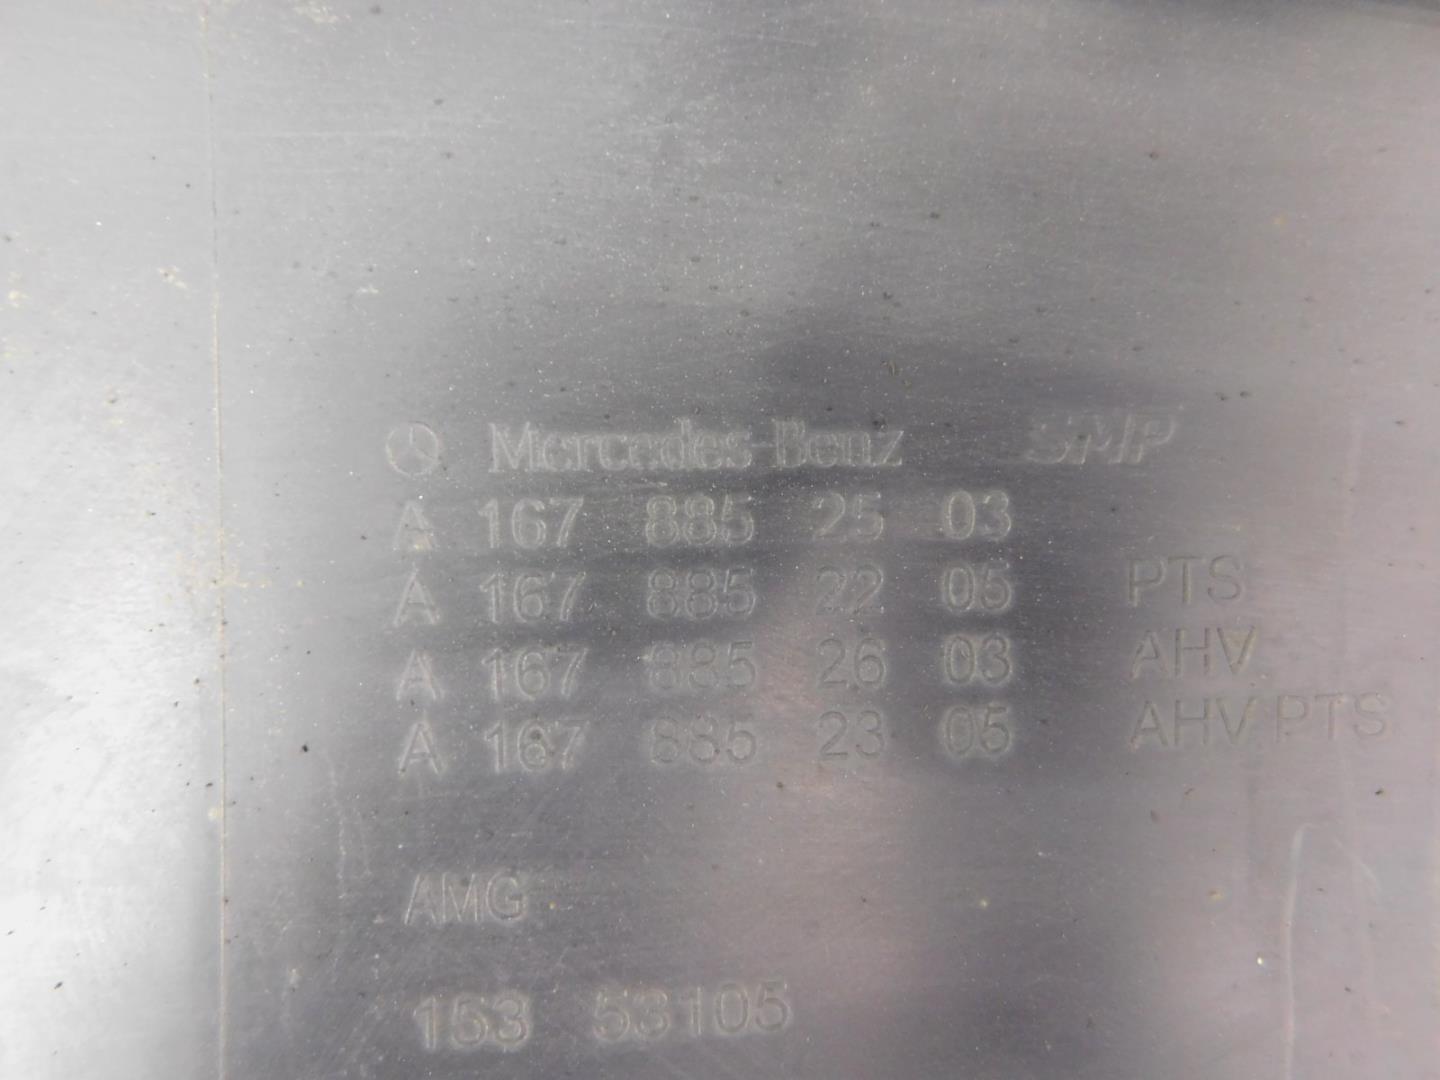 Mercedes-Benz SMP
A 167 885 25 03
A 167 885 22 05 PTS
A 167 885 26 03 AHV
A 167 885 23 05 AHV PTS
AMG
153 53105